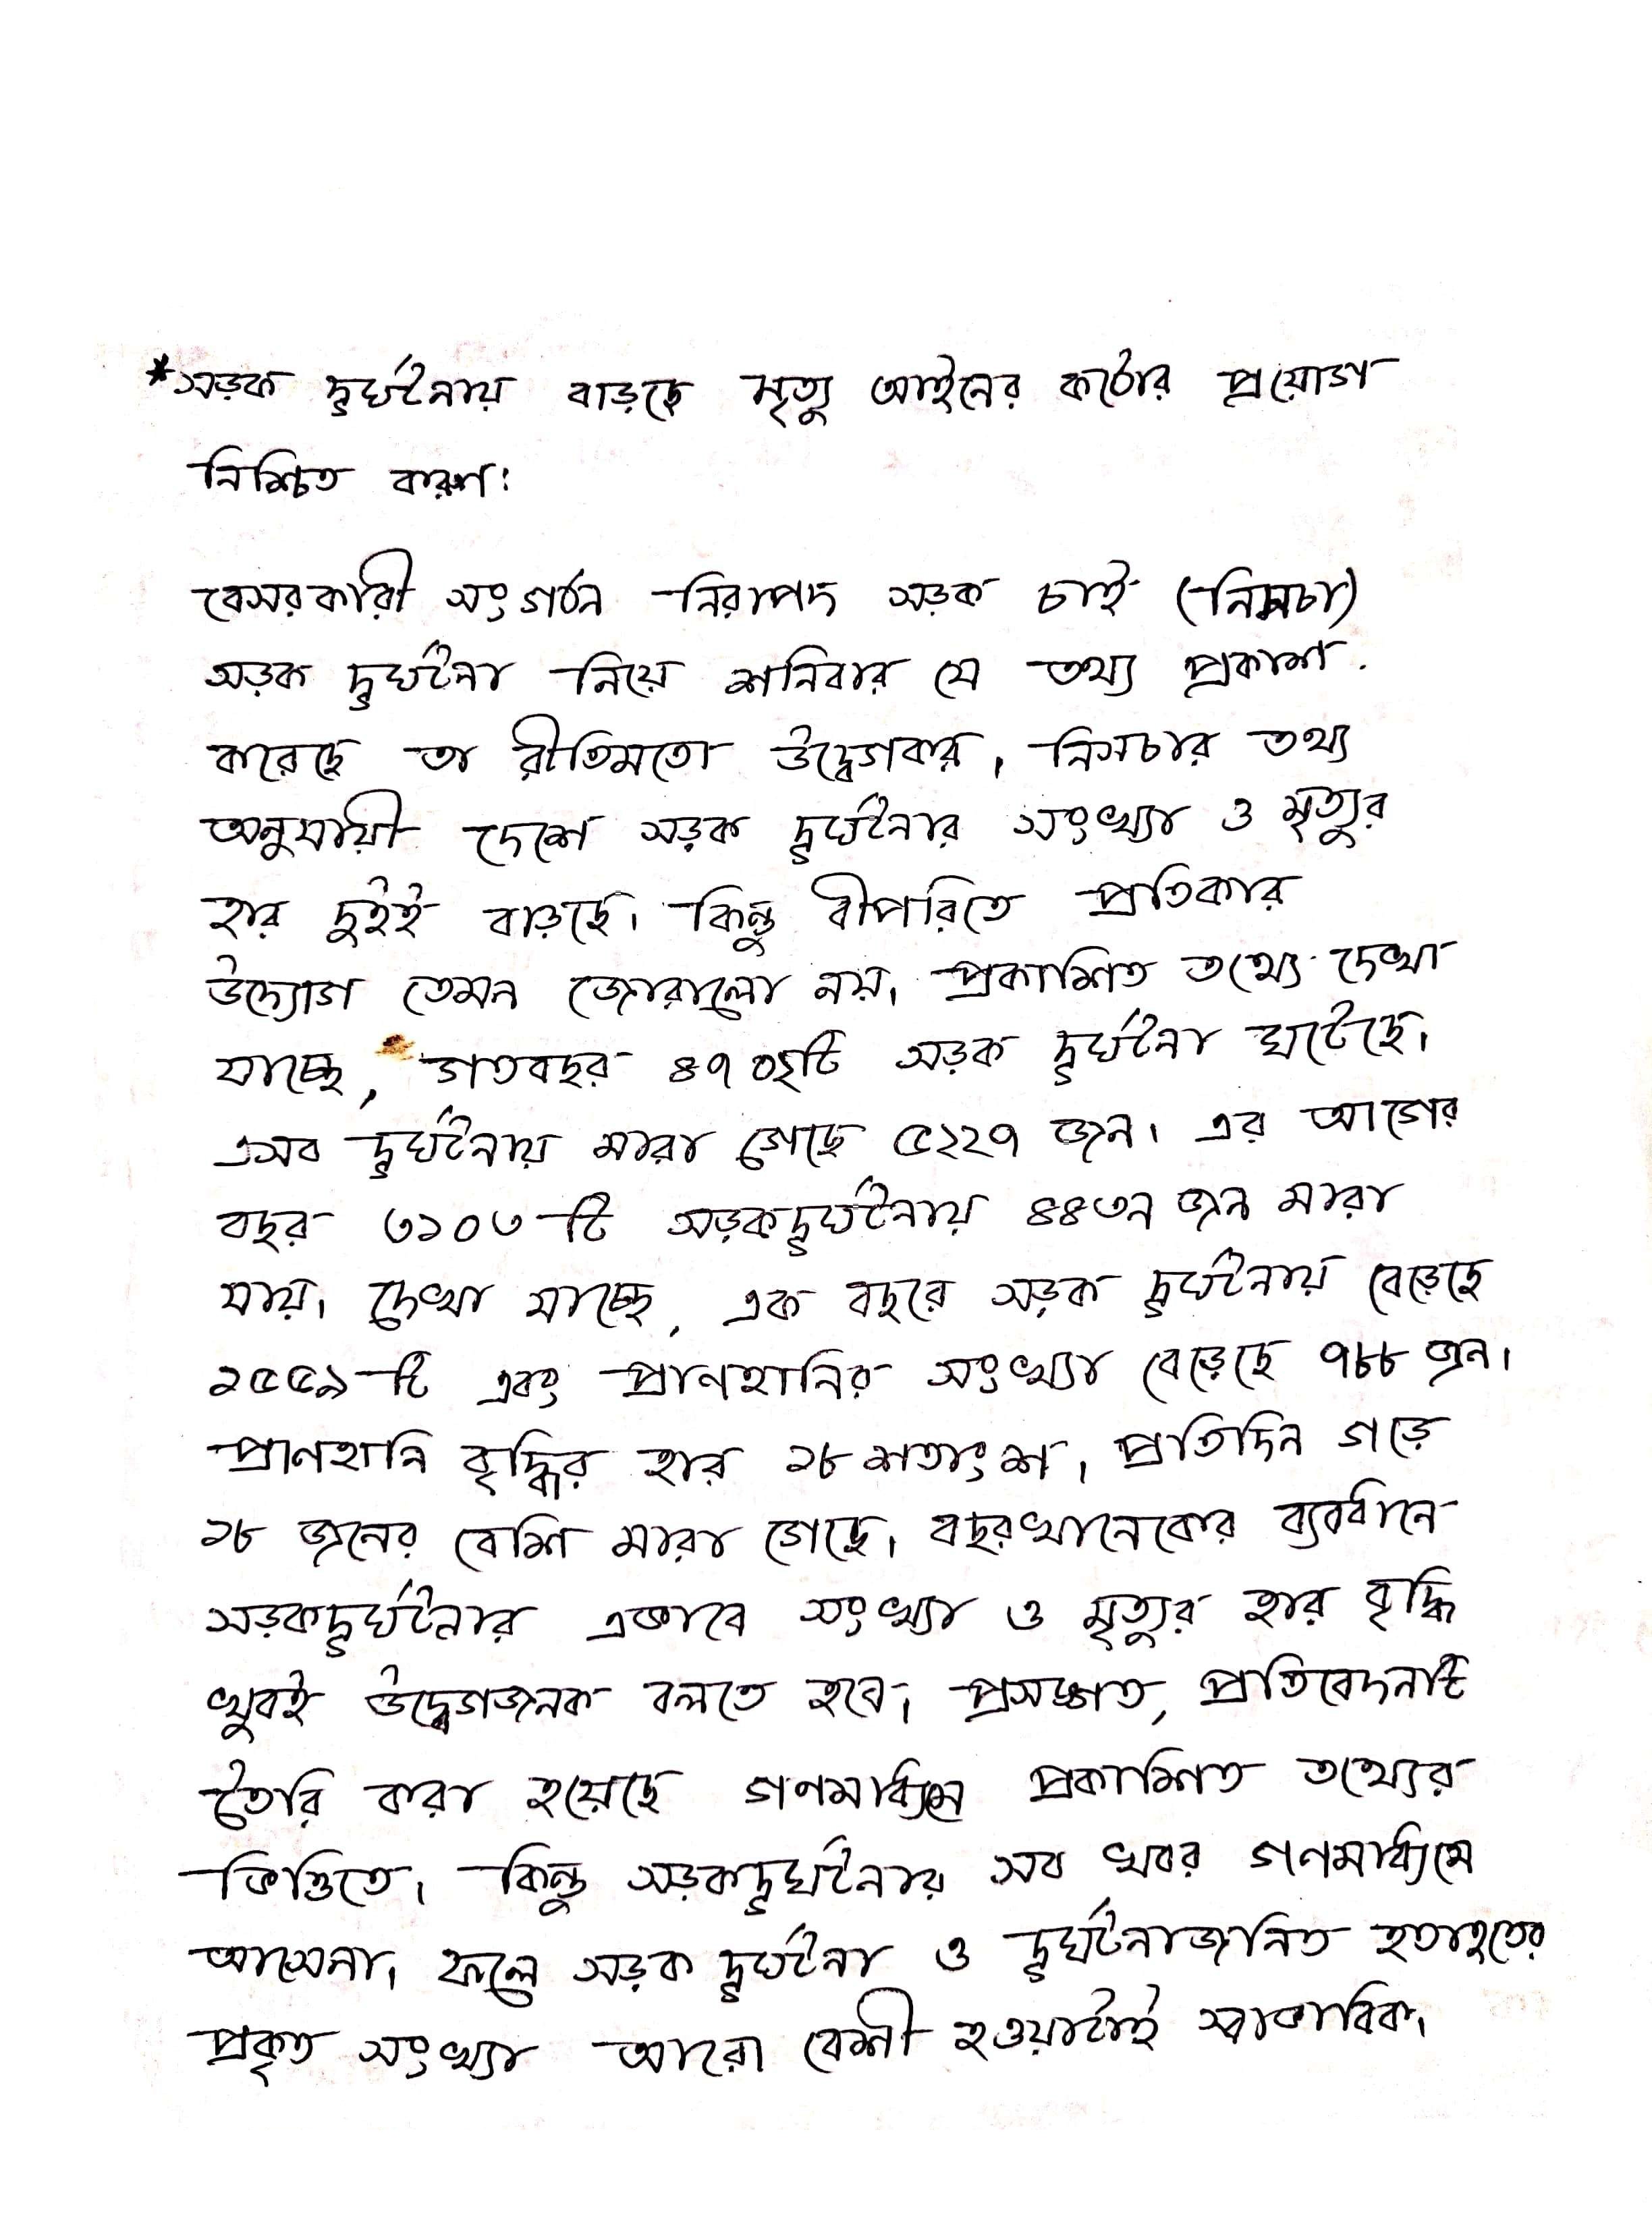 *সড়ক দুর্ঘটনায় বাড়ছে মৃত্যু আইনের কঠোর প্রয়োগ
নিশ্চিত করুণ:
বেসরকারী সংগঠন নিরাপদ সড়ক চাই (নিসচা)
সড়ক দুর্ঘটনা নিয়ে শনিবার যে তথ্য প্রকাশ
করেছে তা রীতিমতো উদ্বেগকর। নিসচার তথ্য
অনুযায়ী দেশে সড়ক দুর্ঘটনার সংখ্যা ও মৃত্যুর
হার দুইই বাড়ছে। কিন্তু বীপরিতে প্রতিকার
উদ্যোগ তেমন জোরালো নয়। প্রকাশিত তথ্যে দেখা
যাচ্ছে, গতবছর ৪৭০২টি সড়ক দুর্ঘটনা ঘটেছে।
এসব দুর্ঘটনায় মারা গেছে ৫২২৭ জন। এর আগের
বছর ৩১০৩-টি সড়কদুর্ঘটনায় ৪৪৩৯ জন মারা
যায়। দেখা যাচ্ছে, এক বছরে সড়ক দুর্ঘটনায় বেড়েছে
১৫৫৯-টি এবং প্রাণহানির সংখ্যা বেড়েছে ৭৮৮ জন।
প্রাণহানি বৃদ্ধির হার ১৮ শতাংশ। প্রতিদিন গড়ে
১৮ জনের বেশি মারা গেছে। বছরখানেকের ব্যবধানে
সড়কদুর্ঘটনার এভাবে সংখ্যা ও মৃত্যুর হার বৃদ্ধি
খুবই উদ্বেগজনক বলতে হবে। প্রসঙ্গত, প্রতিবেদনটি
তৈরি করা হয়েছে গণমাধ্যমে প্রকাশিত তথ্যের
ভিত্তিতে। কিন্তু সড়কদুর্ঘটনার সব খবর গণমাধ্যমে
আসেনা। ফলে সড়ক দুর্ঘটনা ও দুর্ঘটনাজনিত হতাহতের
প্রকৃত সংখ্যা আরো বেশী হওয়াটাই স্বাভাবিক।